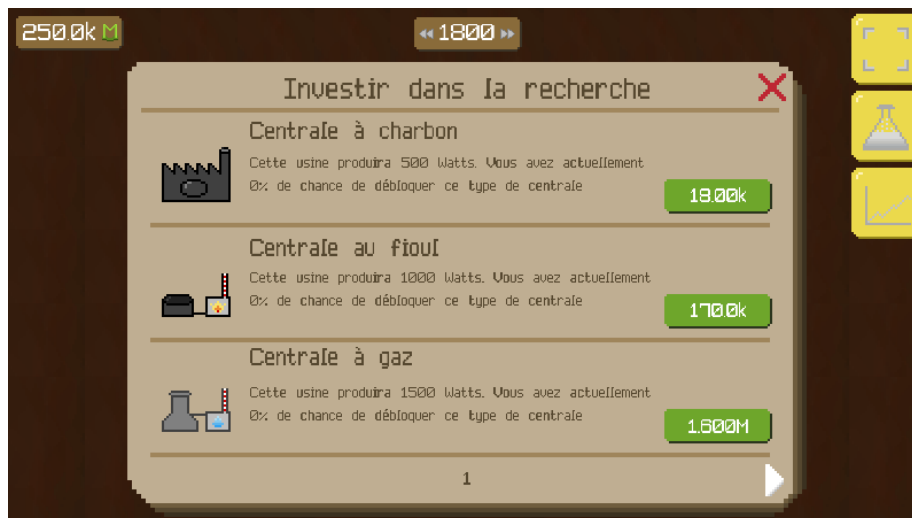 250.0k M
1800
Investir dans la recherche
Centrale à charbon
Cette usine produira 500 Watts. Vous avez actuellement
0% de chance de débloquer ce type de centrale
18.00k
Centrale au fioul
Cette usine produira 1000 Watts. Vous avez actuellement
0% de chance de débloquer ce type de centrale
170.0k
Centrale à gaz
Cette usine produira 1500 Watts. Vous avez actuellement
0% de chance de débloquer ce type de centrale
1.600M
1